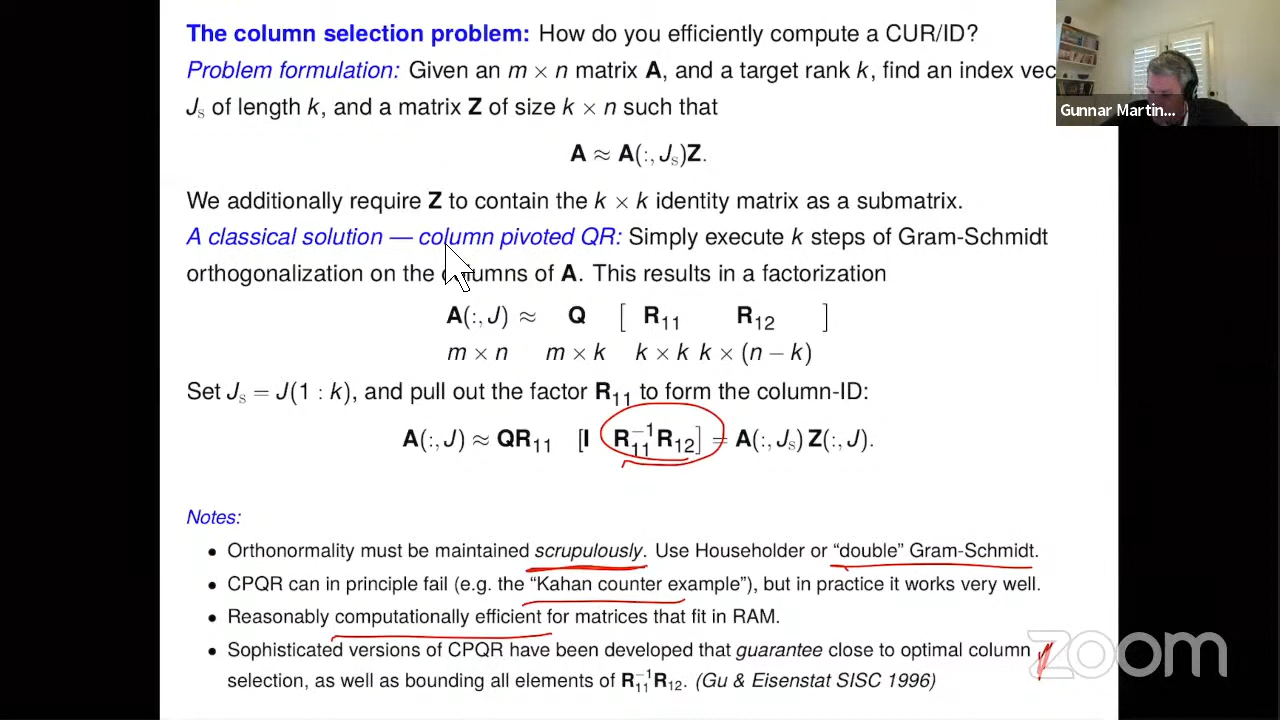 The column selection problem: How do you efficiently compute a CUR/ID?
Problem formulation: Given an m × n matrix A, and a target rank k, find an index vec
Jₛ of length k, and a matrix Z of size k × n such that
A ≈ A(:, Jₛ)Z.
We additionally require Z to contain the k × k identity matrix as a submatrix.
A classical solution — column pivoted QR: Simply execute k steps of Gram-Schmidt
orthogonalization on the columns of A. This results in a factorization
A(:, J) ≈ Q [ R₁₁ R₁₂ ]
m × n m × k k × k k × (n − k)
Set Jₛ = J(1 : k), and pull out the factor R₁₁ to form the column-ID:
A(:, J) ≈ QR₁₁ [I R₁₁⁻¹R₁₂] = A(:, Jₛ) Z(:, J).
Notes:
• Orthonormality must be maintained scrupulously. Use Householder or “double” Gram-Schmidt.
• CPQR can in principle fail (e.g. the “Kahan counter example”), but in practice it works very well.
• Reasonably computationally efficient for matrices that fit in RAM.
• Sophisticated versions of CPQR have been developed that guarantee close to optimal column
selection, as well as bounding all elements of R₁₁⁻¹R₁₂. (Gu & Eisenstat SISC 1996)
Gunnar Martin...
zoom